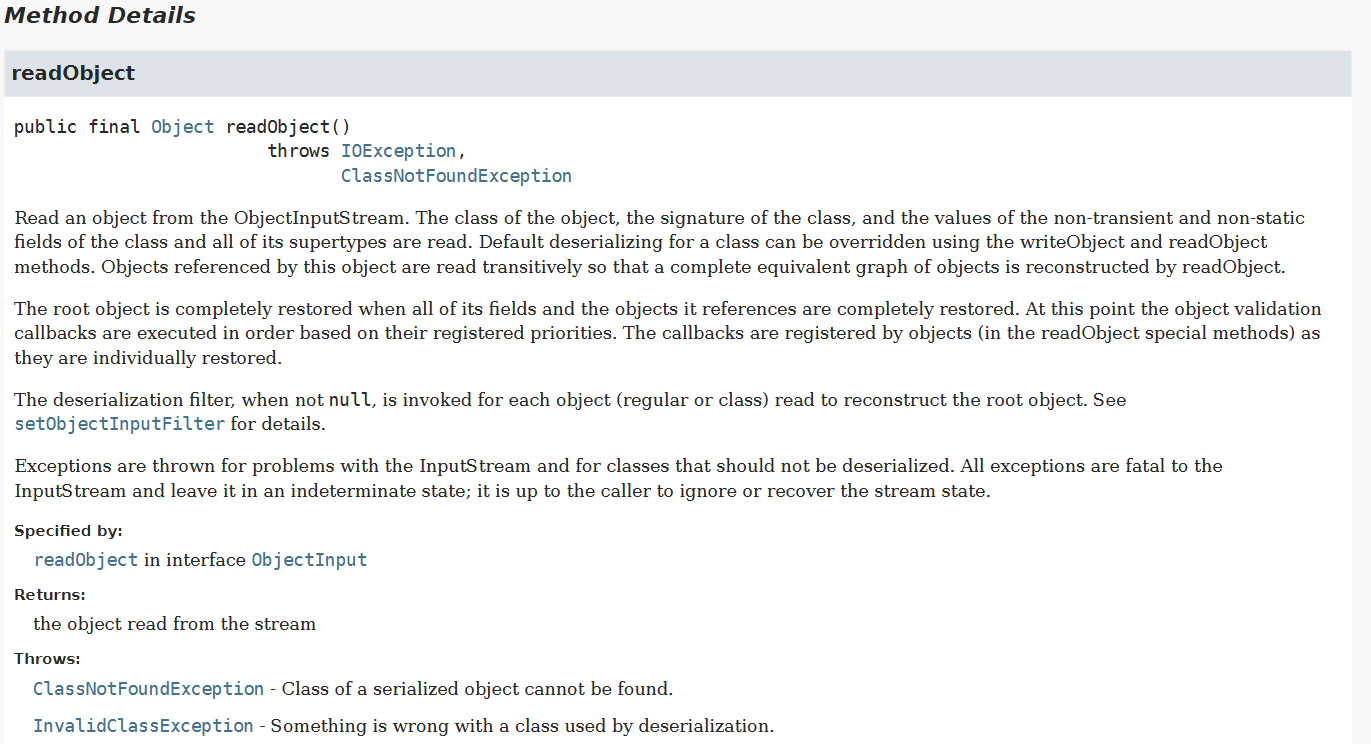 Method Details
readObject
public final Object readObject()
throws IOException,
ClassNotFoundException
Read an object from the ObjectInputStream. The class of the object, the signature of the class, and the values of the non-transient and non-static
fields of the class and all of its supertypes are read. Default deserializing for a class can be overridden using the writeObject and readObject
methods. Objects referenced by this object are read transitively so that a complete equivalent graph of objects is reconstructed by readObject.
The root object is completely restored when all of its fields and the objects it references are completely restored. At this point the object validation
callbacks are executed in order based on their registered priorities. The callbacks are registered by objects (in the readObject special methods) as
they are individually restored.
The deserialization filter, when not null, is invoked for each object (regular or class) read to reconstruct the root object. See
setObjectInputFilter for details.
Exceptions are thrown for problems with the InputStream and for classes that should not be deserialized. All exceptions are fatal to the
InputStream and leave it in an indeterminate state; it is up to the caller to ignore or recover the stream state.
Specified by:
readObject in interface ObjectInput
Returns:
the object read from the stream
Throws:
ClassNotFoundException - Class of a serialized object cannot be found.
InvalidClassException - Something is wrong with a class used by deserialization.